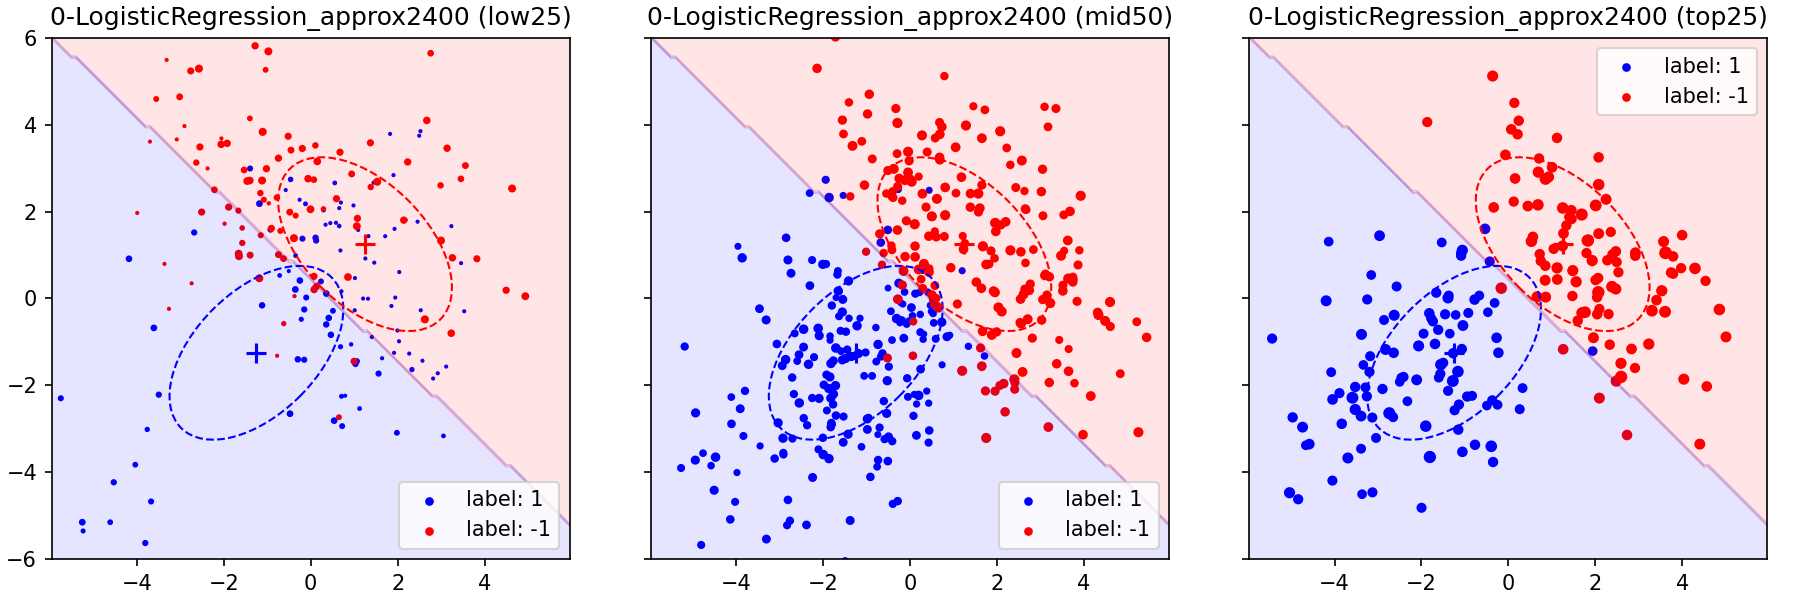 0-LogisticRegression_approx2400 (low25)
0-LogisticRegression_approx2400 (mid50)
0-LogisticRegression_approx2400 (top25)
6
4
2
0
−2
−4
−6
label: 1
label: -1
label: 1
label: -1
label: 1
label: -1
−4 −2 0 2 4
−4 −2 0 2 4
−4 −2 0 2 4